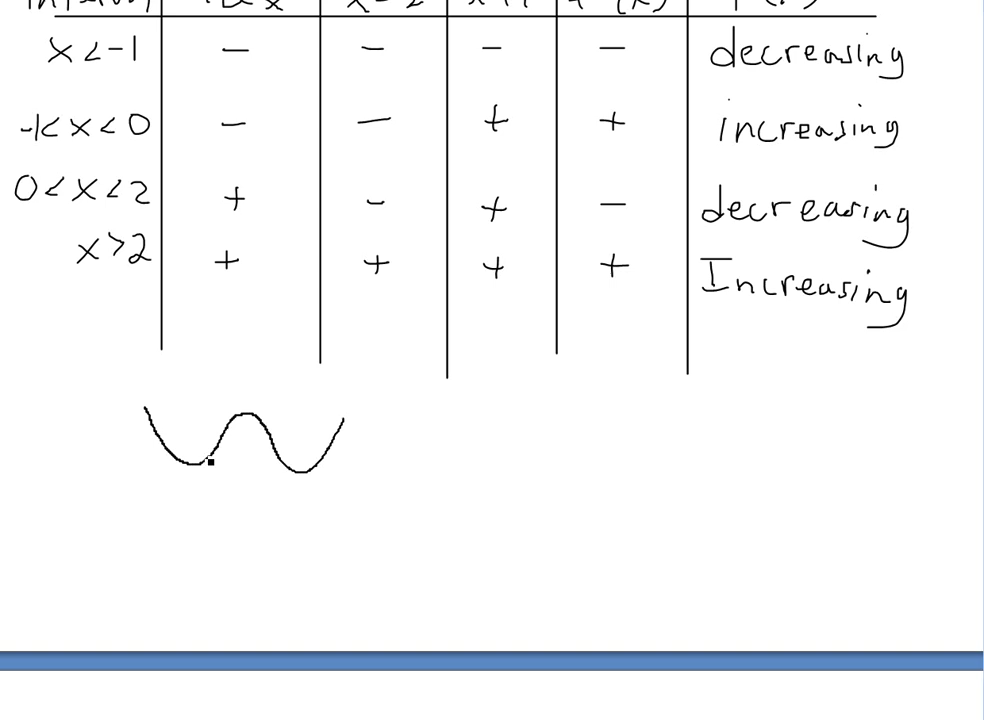 x<-1 - - - - decreasing
-1<x<0 - - + + increasing
0<x<2 + - + - decreasing
x>2 + + + + Increasing